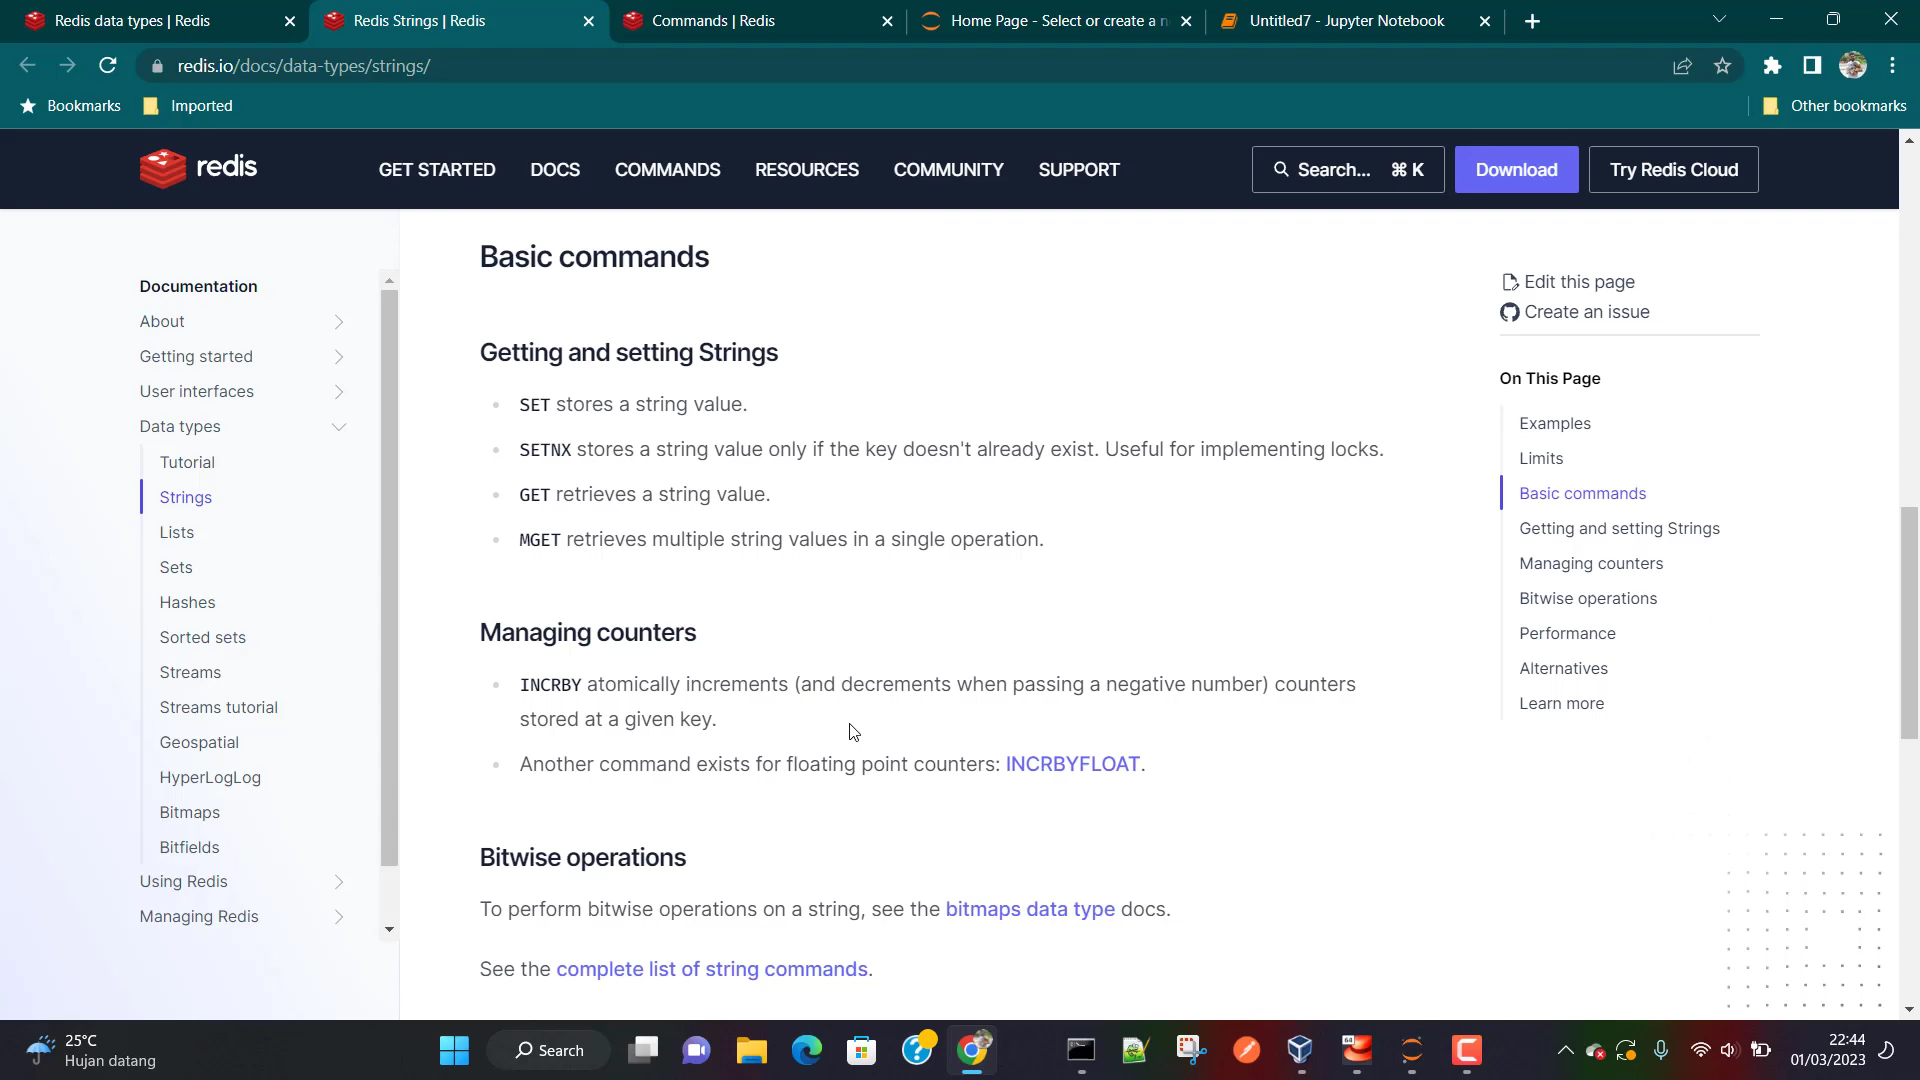 Redis data types | Redis
Redis Strings | Redis
Commands | Redis
Home Page - Select or create a n
Untitled7 - Jupyter Notebook
redis.io/docs/data-types/strings/
Bookmarks
Imported
Other bookmarks
redis
GET STARTED
DOCS
COMMANDS
RESOURCES
COMMUNITY
SUPPORT
Search... ⌘ K
Download
Try Redis Cloud
Documentation
About
Getting started
User interfaces
Data types
Tutorial
Strings
Lists
Sets
Hashes
Sorted sets
Streams
Streams tutorial
Geospatial
HyperLogLog
Bitmaps
Bitfields
Using Redis
Managing Redis
Basic commands
Getting and setting Strings
SET stores a string value.
SETNX stores a string value only if the key doesn't already exist. Useful for implementing locks.
GET retrieves a string value.
MGET retrieves multiple string values in a single operation.
Managing counters
INCRBY atomically increments (and decrements when passing a negative number) counters
stored at a given key.
Another command exists for floating point counters: INCRBYFLOAT.
Bitwise operations
To perform bitwise operations on a string, see the bitmaps data type docs.
See the complete list of string commands.
Edit this page
Create an issue
On This Page
Examples
Limits
Basic commands
Getting and setting Strings
Managing counters
Bitwise operations
Performance
Alternatives
Learn more
25°C
Hujan datang
Search
64
22:44
01/03/2023